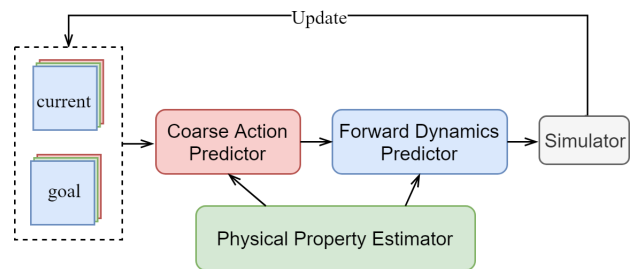 Update
current
goal
Coarse Action
Predictor
Forward Dynamics
Predictor
Simulator
Physical Property Estimator